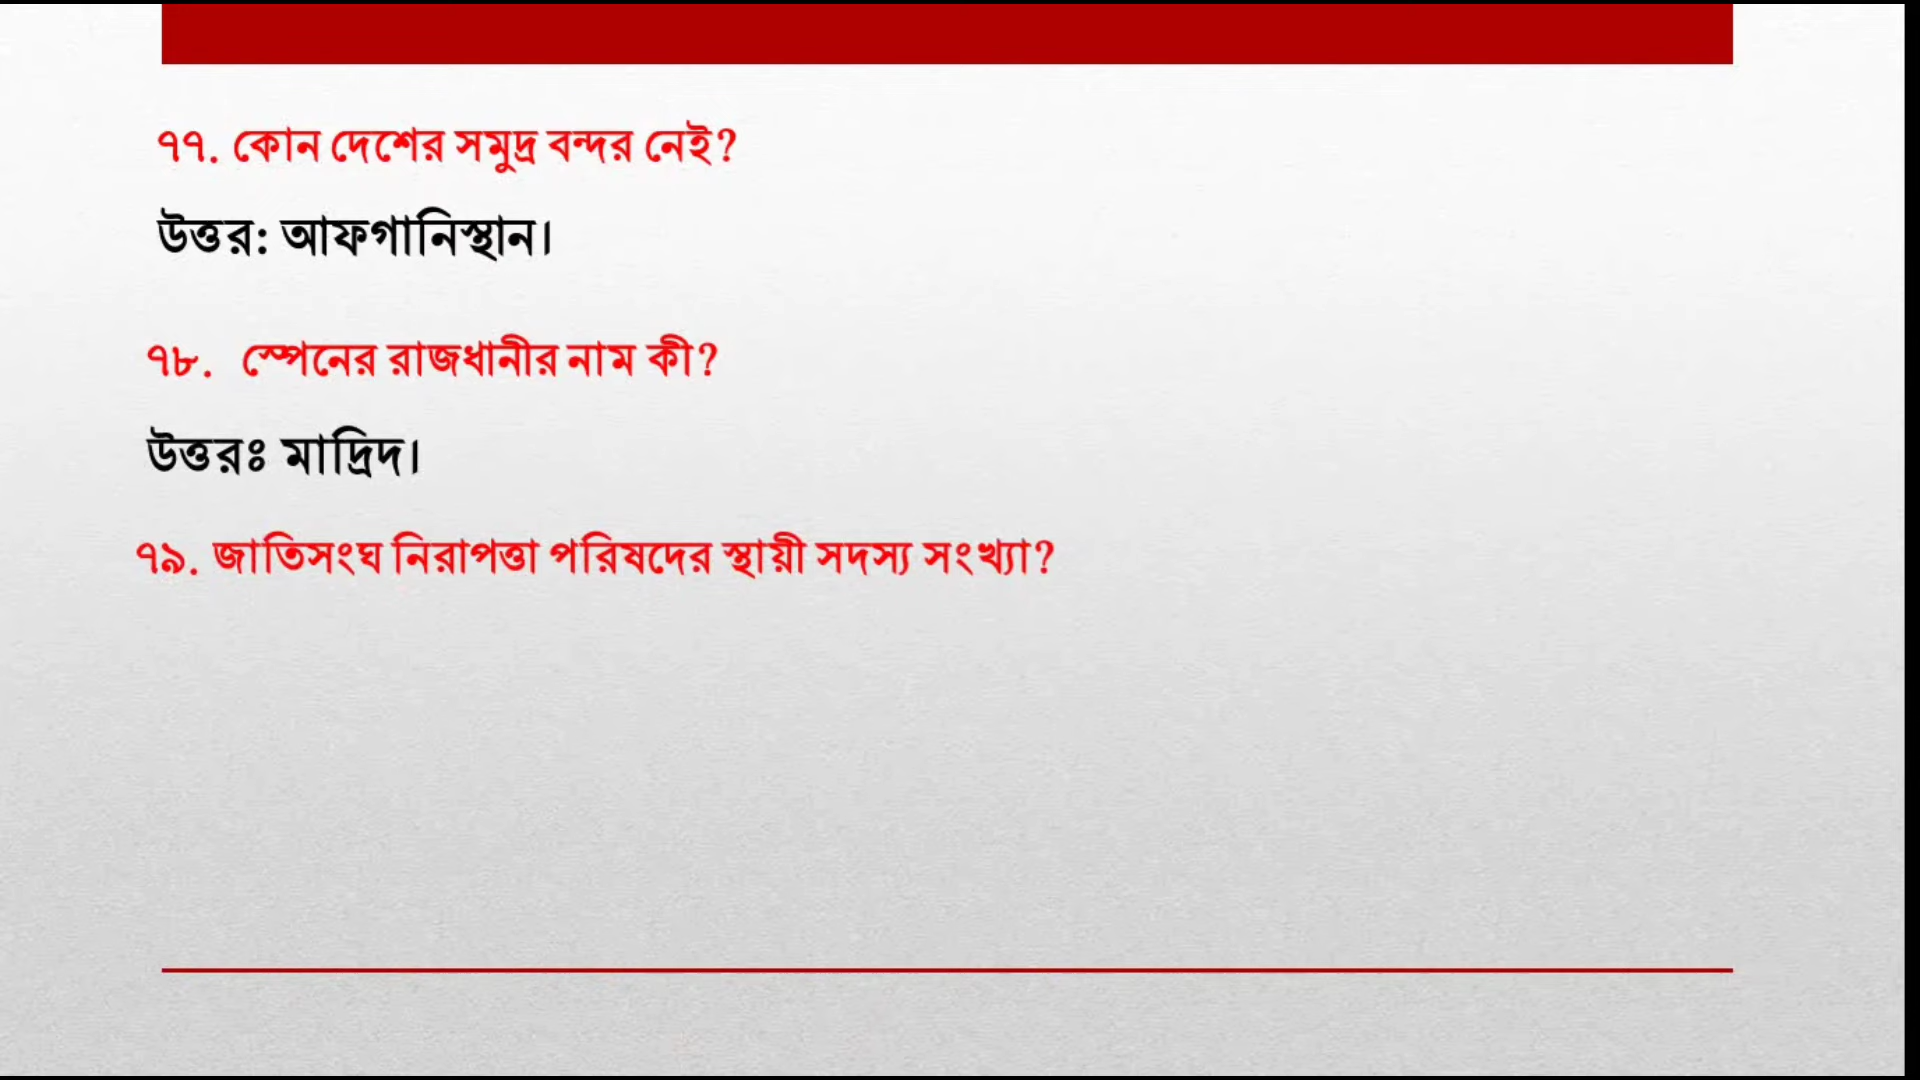 ৭৭. কোন দেশের সমুদ্র বন্দর নেই?
উত্তর: আফগানিস্থান।
৭৮. স্পেনের রাজধানীর নাম কী?
উত্তরঃ মাদ্রিদ।
৭৯. জাতিসংঘ নিরাপত্তা পরিষদের স্থায়ী সদস্য সংখ্যা?